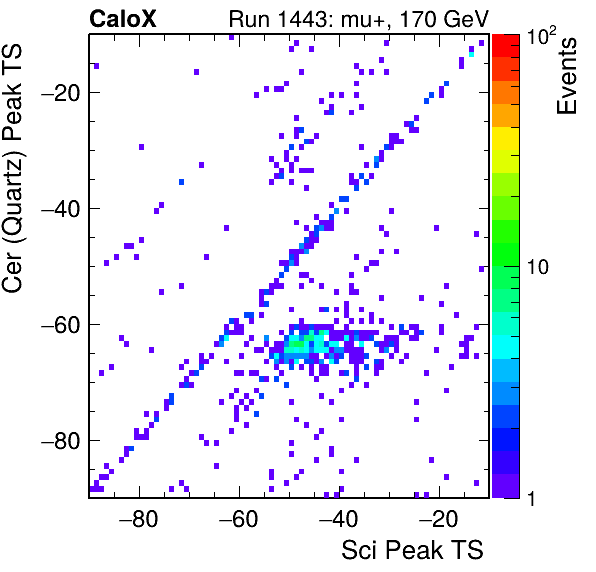 CaloX Run 1443: mu+, 170 GeV
Cer (Quartz) Peak TS
−20
−40
−60
−80
−80 −60 −40 −20
Sci Peak TS
10²
10
1
Events